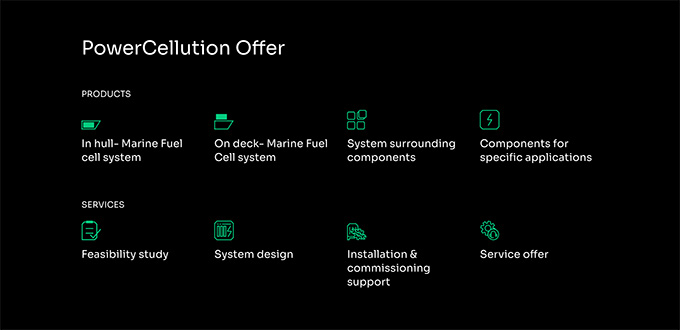 PowerCellution Offer
PRODUCTS
In hull- Marine Fuel
cell system
On deck- Marine Fuel
Cell system
System surrounding
components
Components for
specific applications
SERVICES
Feasibility study
System design
Installation &
commissioning
support
Service offer